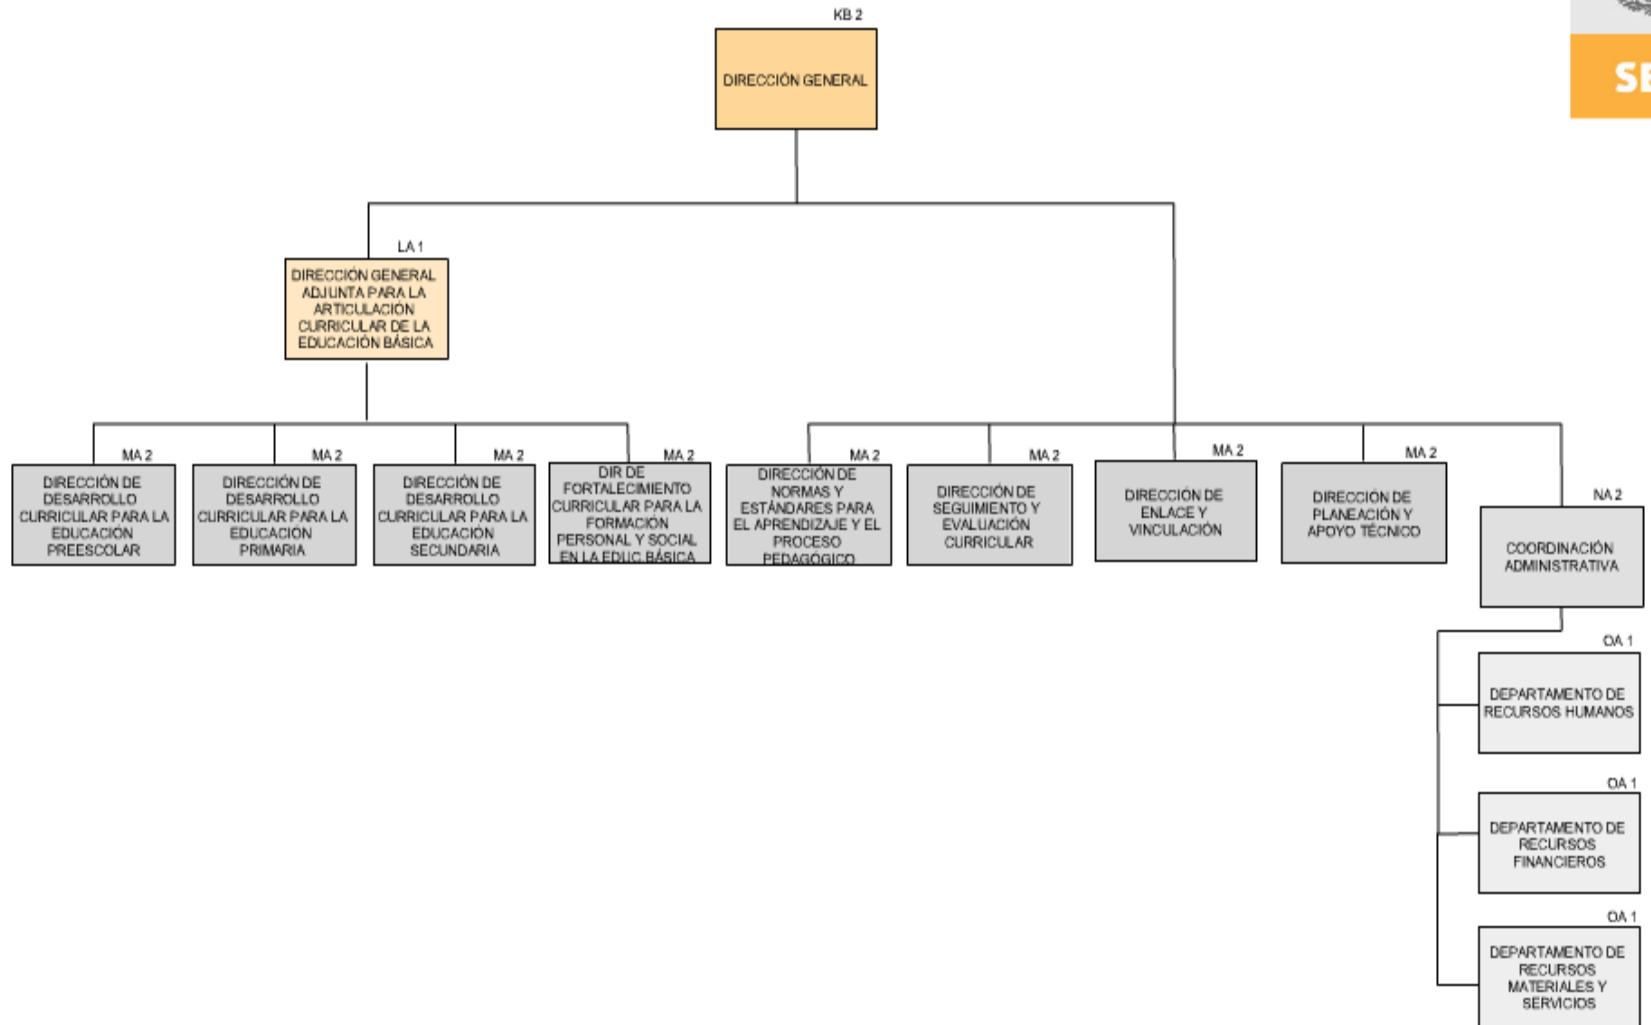 KB 2
DIRECCIÓN GENERAL
SE
LA 1
DIRECCIÓN GENERAL
ADJUNTA PARA LA
ARTICULACIÓN
CURRICULAR DE LA
EDUCACIÓN BÁSICA
MA 2
DIRECCIÓN DE
DESARROLLO
CURRICULAR PARA LA
EDUCACIÓN
PREESCOLAR
MA 2
DIRECCIÓN DE
DESARROLLO
CURRICULAR PARA LA
EDUCACIÓN
PRIMARIA
MA 2
DIRECCIÓN DE
DESARROLLO
CURRICULAR PARA LA
EDUCACIÓN
SECUNDARIA
MA 2
DIR DE
FORTALECIMIENTO
CURRICULAR PARA LA
FORMACIÓN
PERSONAL Y SOCIAL
EN LA EDUC BÁSICA
MA 2
DIRECCIÓN DE
NORMAS Y
ESTÁNDARES PARA
EL APRENDIZAJE Y EL
PROCESO
PEDAGÓGICO
MA 2
DIRECCIÓN DE
SEGUIMIENTO Y
EVALUACIÓN
CURRICULAR
MA 2
DIRECCIÓN DE
ENLACE Y
VINCULACIÓN
MA 2
DIRECCIÓN DE
PLANEACIÓN Y
APOYO TÉCNICO
NA 2
COORDINACIÓN
ADMINISTRATIVA
OA 1
DEPARTAMENTO DE
RECURSOS HUMANOS
OA 1
DEPARTAMENTO DE
RECURSOS
FINANCIEROS
OA 1
DEPARTAMENTO DE
RECURSOS
MATERIALES Y
SERVICIOS